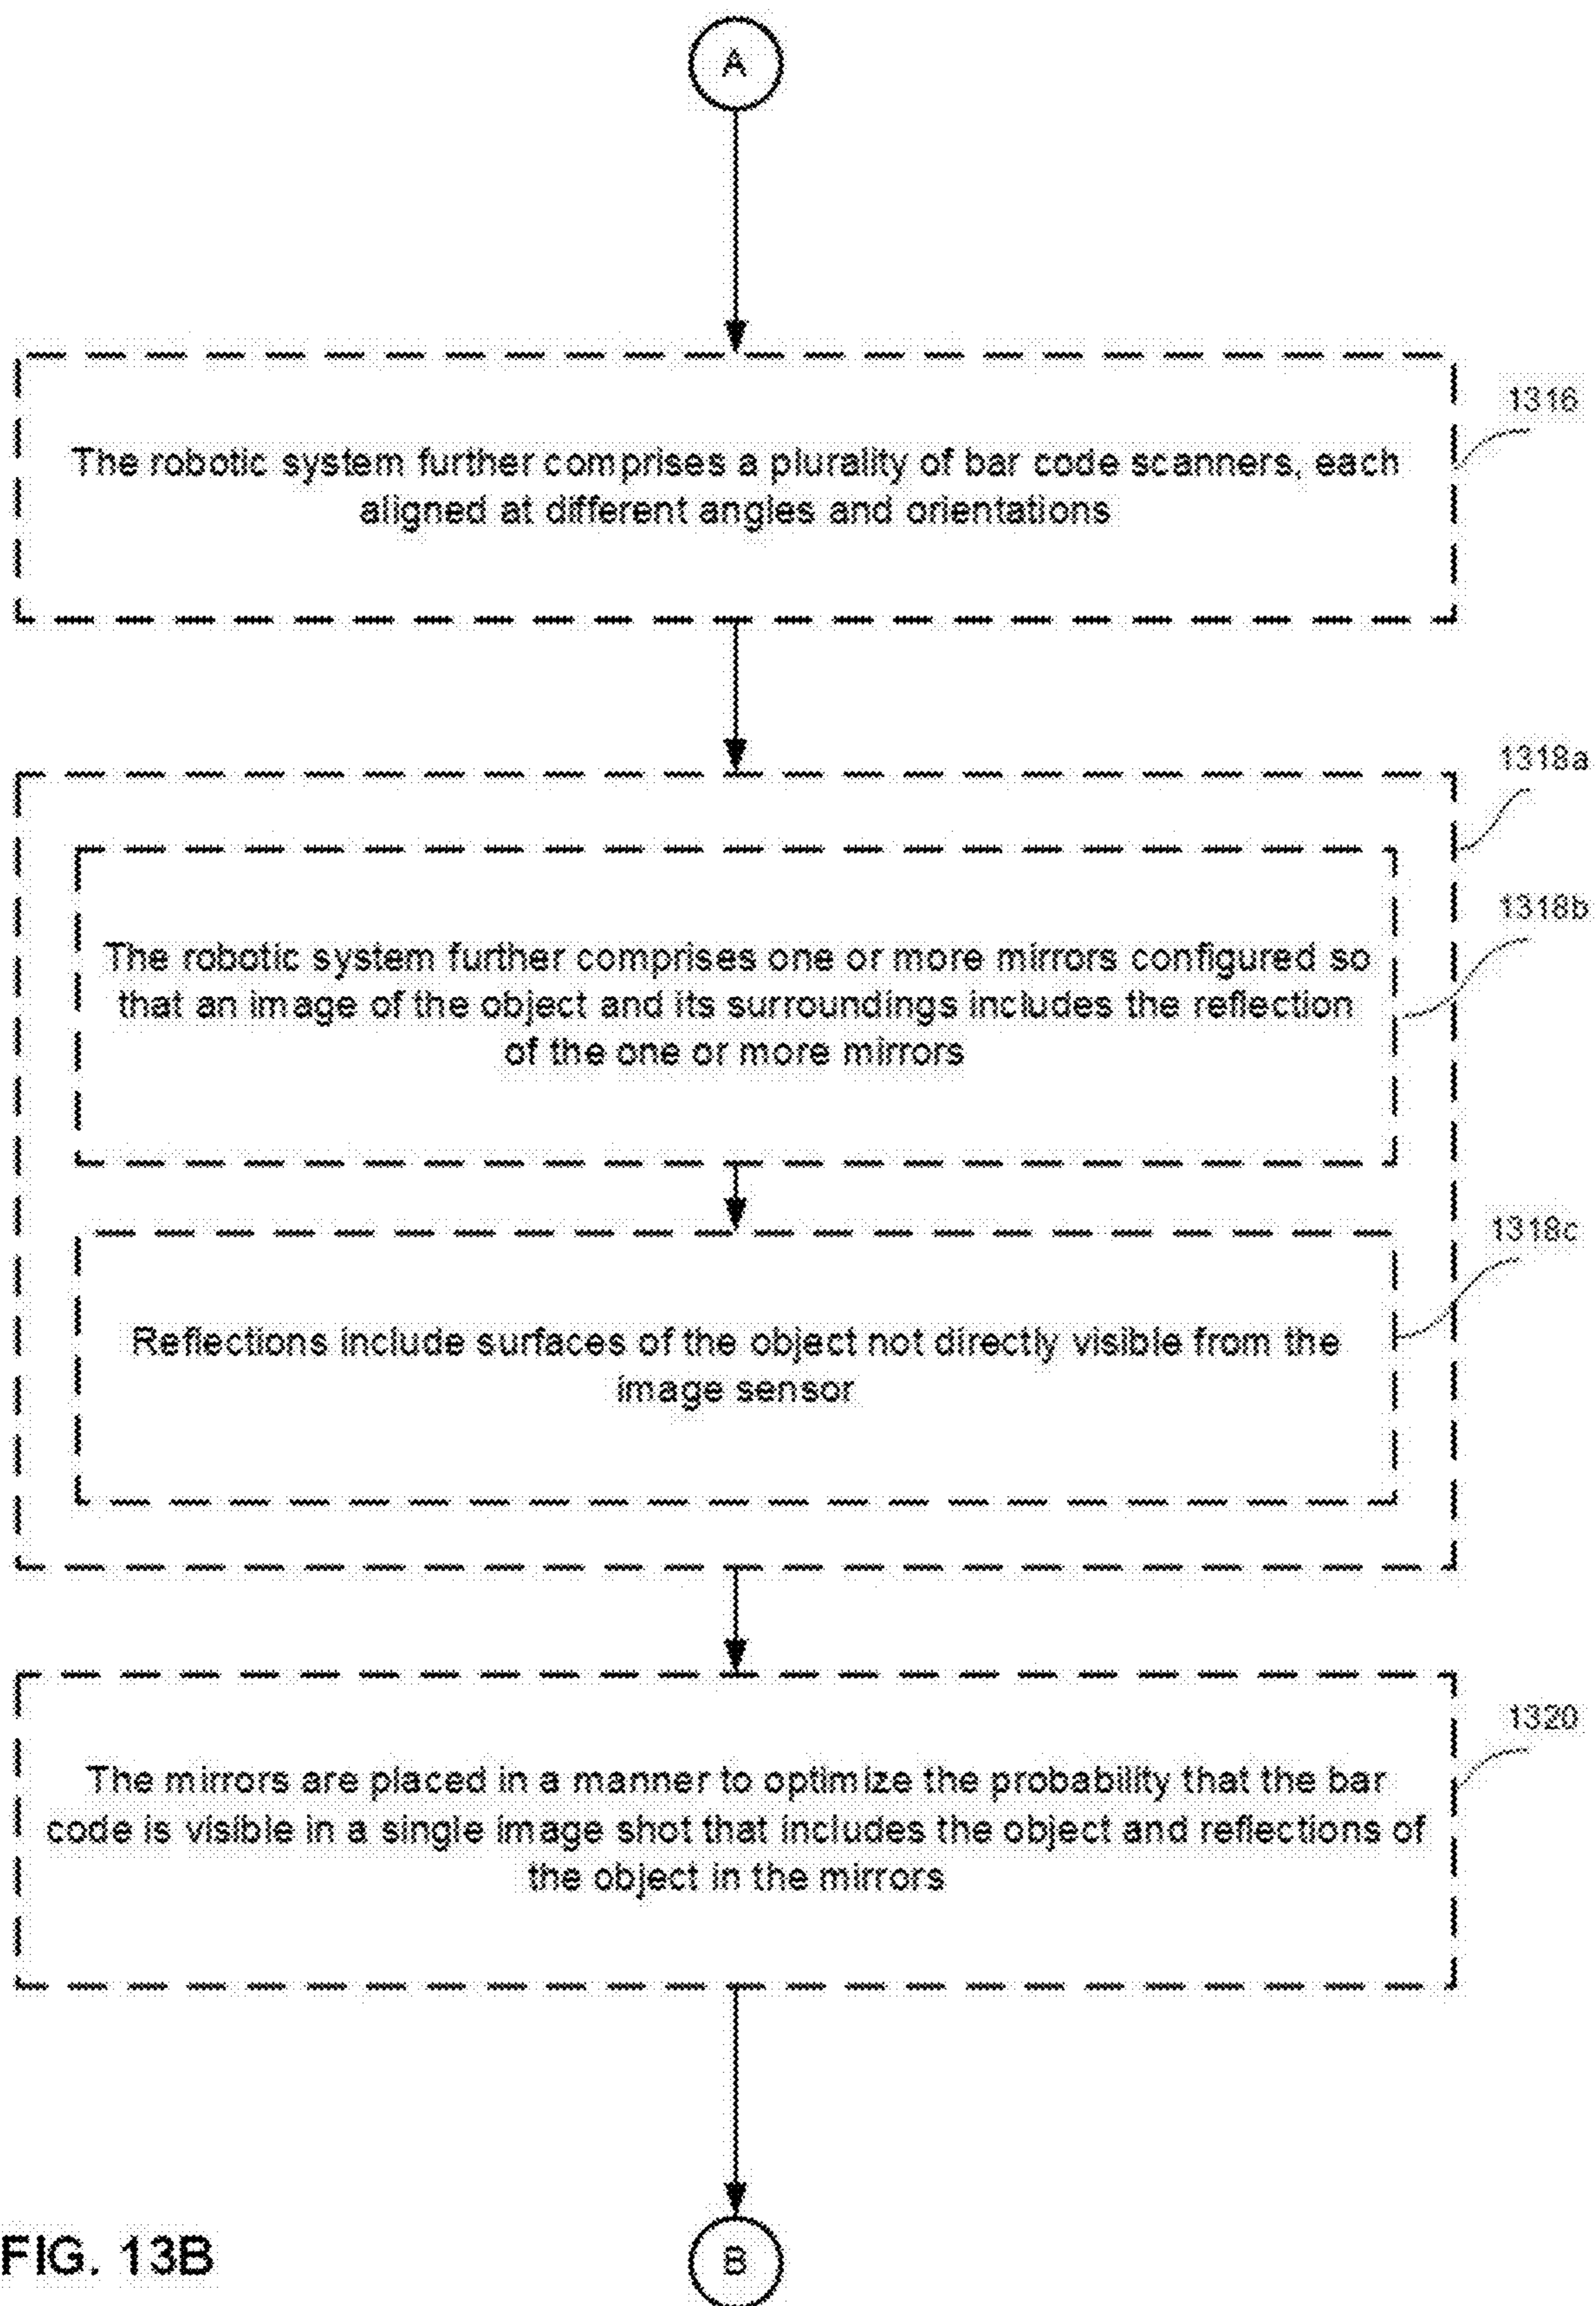 A
1316
The robotic system further comprises a plurality of bar code scanners, each
aligned at different angles and orientations
1318a
1318b
The robotic system further comprises one or more mirrors configured so
that an image of the object and its surroundings includes the reflection
of the one or more mirrors
1318c
Reflections include surfaces of the object not directly visible from the
image sensor
1320
The mirrors are placed in a manner to optimize the probability that the bar
code is visible in a single image shot that includes the object and reflections of
the object in the mirrors
FIG. 13B
B